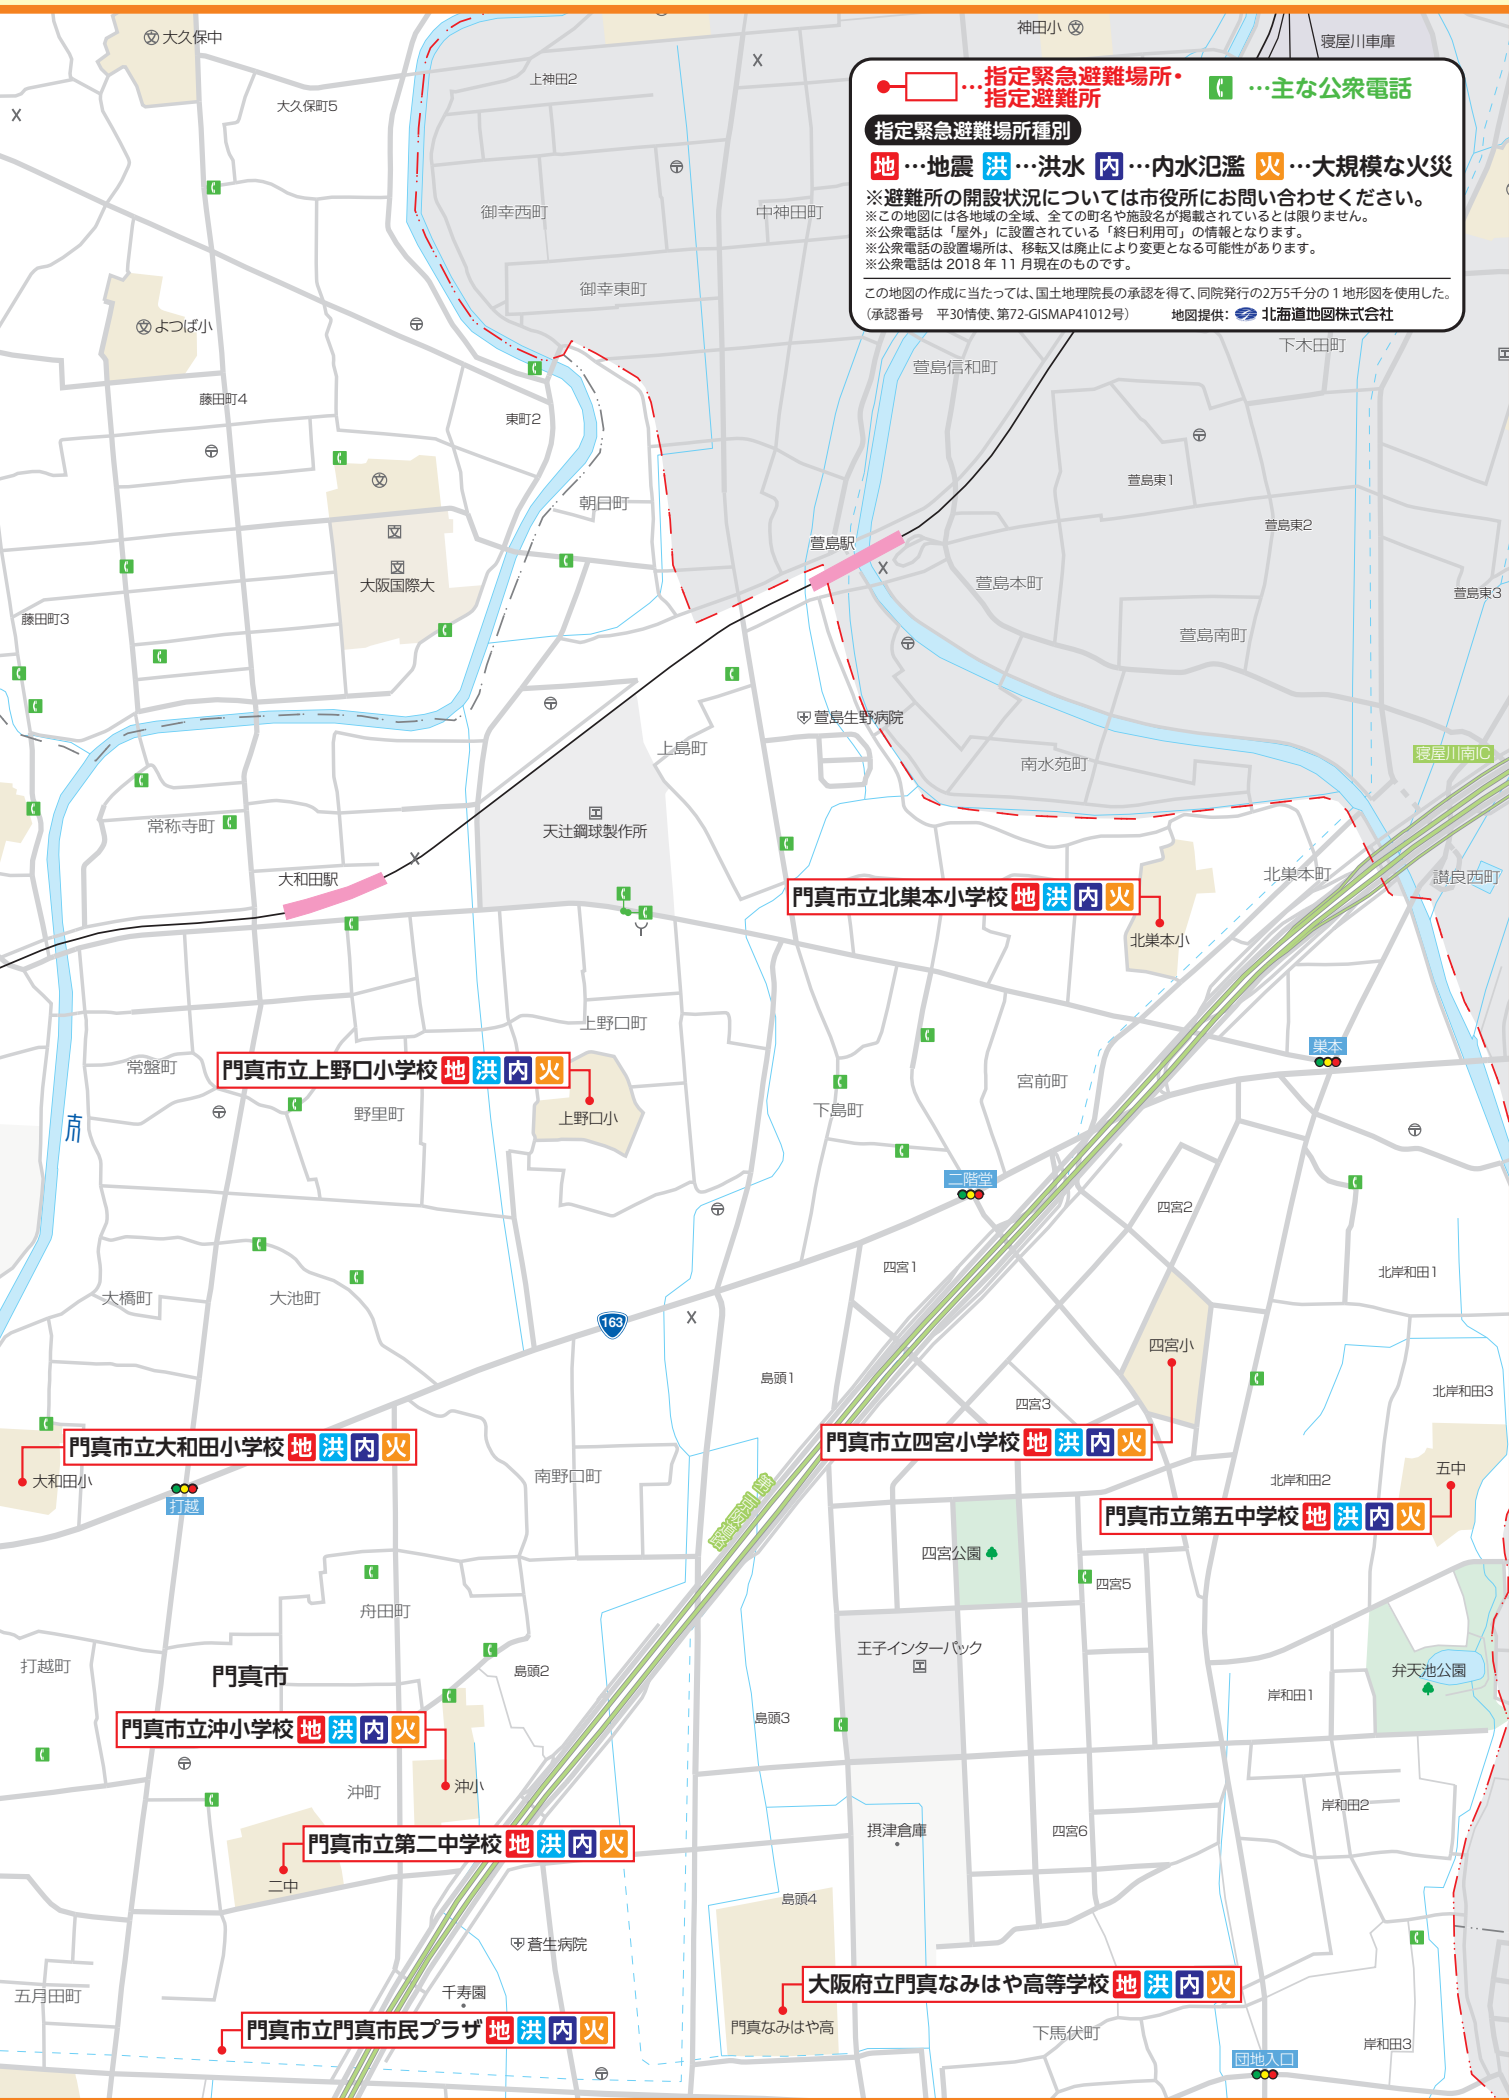 大久保中
神田小
寝屋川車庫
上神田2
大久保町5
指定緊急避難場所・
指定避難所
…主な公衆電話
指定緊急避難場所種別
地…地震 洪…洪水 内…内水氾濫 火…大規模な火災
※避難所の開設状況については市役所にお問い合わせください。
※この地図には各地域の全域、全ての町名や施設名が掲載されているとは限りません。
※公衆電話は「屋外」に設置されている「終日利用可」の情報となります。
※公衆電話の設置場所は、移転又は廃止により変更となる可能性があります。
※公衆電話は 2018 年 11 月現在のものです。
この地図の作成に当たっては、国土地理院長の承認を得て、同院発行の2万5千分の1地形図を使用した。
(承認番号 平30情使、第72-GISMAP41012号)
地図提供: 北海道地図株式会社
御幸西町
中神田町
御幸東町
よつば小
下木田町
萱島信和町
藤田町4
東町2
萱島東1
朝日町
萱島東2
萱島駅
大阪国際大
萱島本町
萱島東3
藤田町3
萱島南町
萱島生野病院
上島町
南水苑町
寝屋川南IC
常称寺町
天辻鋼球製作所
大和田駅
北巣本町
讃良西町
門真市立北巣本小学校 地 洪 内 火
北巣本小
上野口町
巣本
常盤町
門真市立上野口小学校 地 洪 内 火
宮前町
野里町
上野口小
下島町
二階堂
四宮2
四宮1
北岸和田1
大橋町
大池町
163
四宮小
島頭1
四宮3
北岸和田3
門真市立大和田小学校 地 洪 内 火
門真市立四宮小学校 地 洪 内 火
大和田小
南野口町
北岸和田2
五中
打越
門真市立第五中学校 地 洪 内 火
四宮公園
四宮5
舟田町
打越町
門真市
島頭2
王子インターパック
弁天池公園
岸和田1
門真市立沖小学校 地 洪 内 火
島頭3
沖町
沖小
岸和田2
門真市立第二中学校 地 洪 内 火
摂津倉庫
四宮6
二中
島頭4
蒼生病院
五月田町
千寿園
大阪府立門真なみはや高等学校 地 洪 内 火
門真市立門真市民プラザ 地 洪 内 火
門真なみはや高
下馬伏町
岸和田3
団地入口